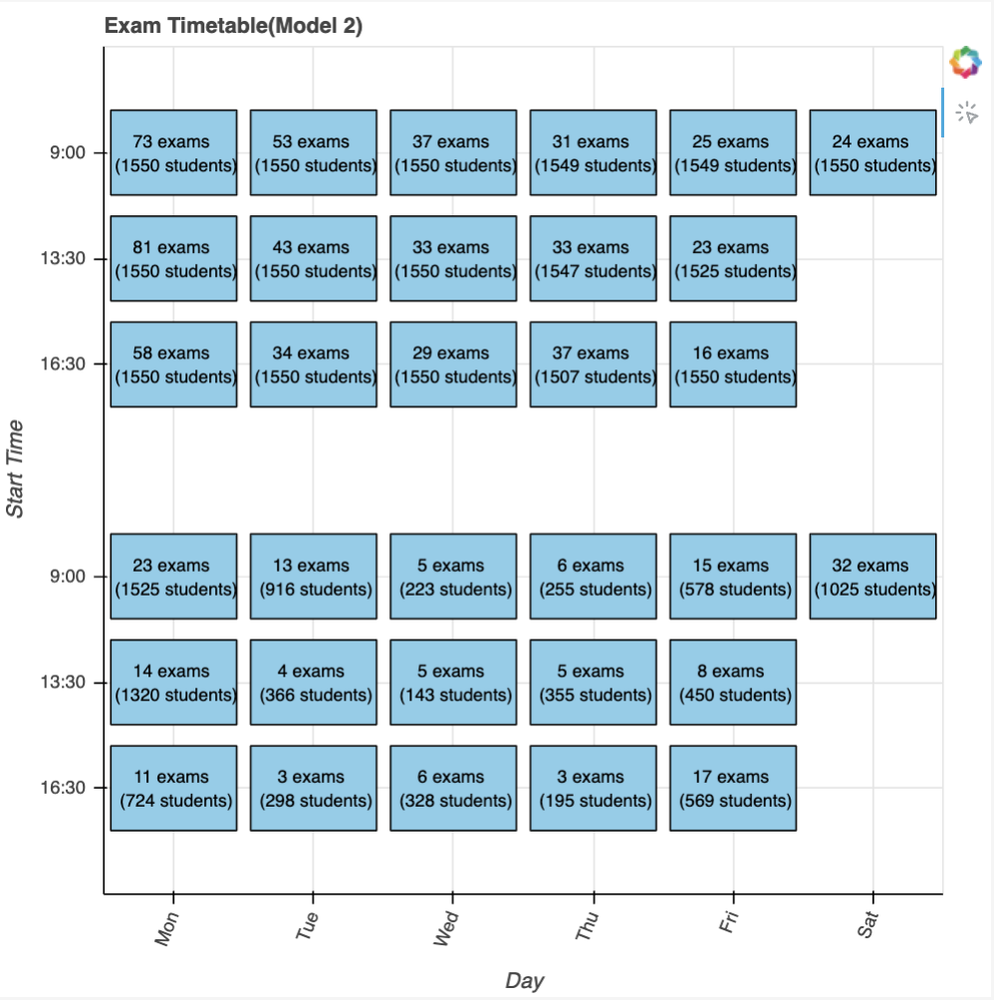 Exam Timetable(Model 2)
73 exams
(1550 students)
53 exams
(1550 students)
37 exams
(1550 students)
31 exams
(1549 students)
25 exams
(1549 students)
24 exams
(1550 students)
9:00
81 exams
(1550 students)
43 exams
(1550 students)
33 exams
(1550 students)
33 exams
(1547 students)
23 exams
(1525 students)
13:30
58 exams
(1550 students)
34 exams
(1550 students)
29 exams
(1550 students)
37 exams
(1507 students)
16 exams
(1550 students)
16:30
Start Time
23 exams
(1525 students)
13 exams
(916 students)
5 exams
(223 students)
6 exams
(255 students)
15 exams
(578 students)
32 exams
(1025 students)
9:00
14 exams
(1320 students)
4 exams
(366 students)
5 exams
(143 students)
5 exams
(355 students)
8 exams
(450 students)
13:30
11 exams
(724 students)
3 exams
(298 students)
6 exams
(328 students)
3 exams
(195 students)
17 exams
(569 students)
16:30
Mon
Tue
Wed
Thu
Fri
Sat
Day